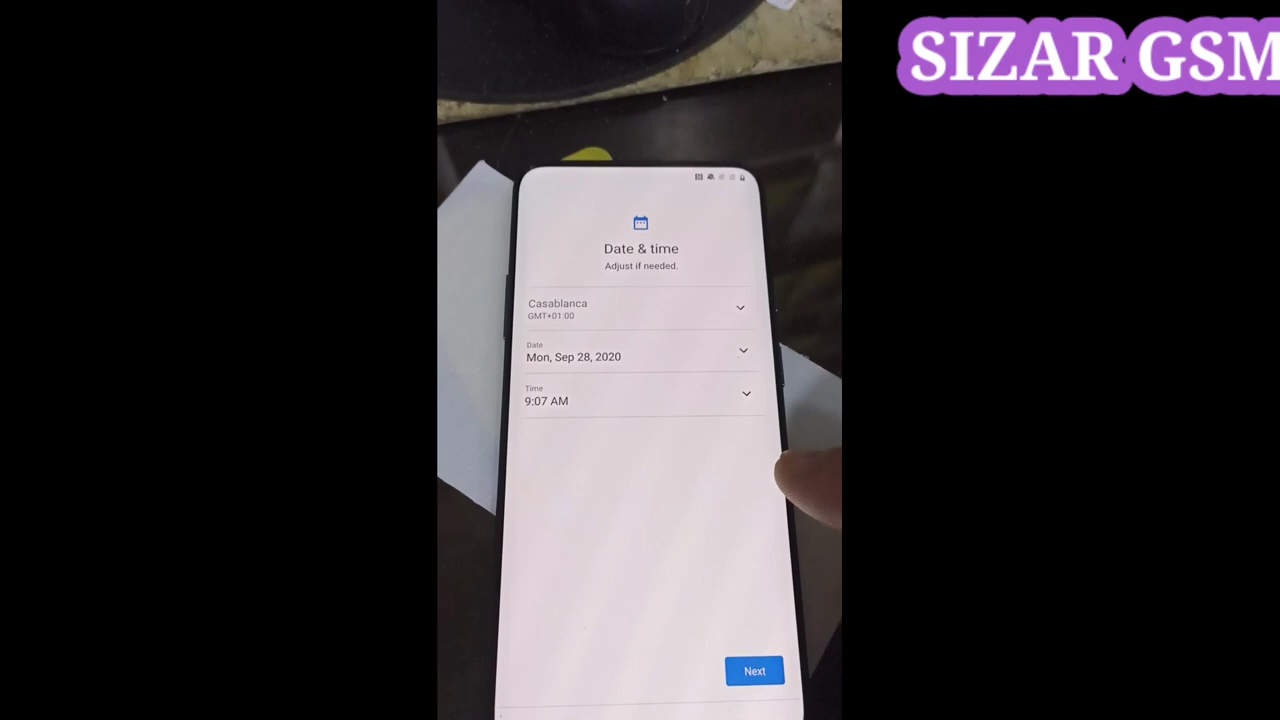 SIZAR GSM
Date & time
Adjust if needed.
Casablanca
GMT+01:00
Date
Mon, Sep 28, 2020
Time
9:07 AM
Next